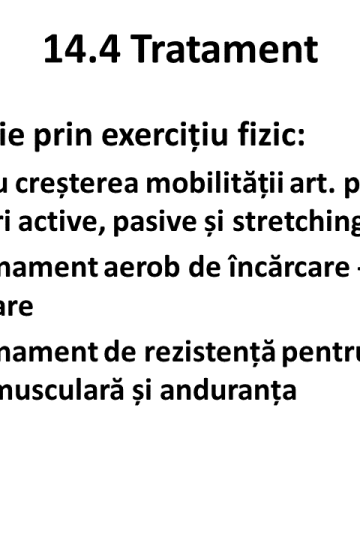 14.4 Tratament
ie prin exercițiu fizic:
u creșterea mobilității art. p
ri active, pasive și stretching
nament aerob de încărcare -
are
nament de rezistență pentru
musculară și anduranța